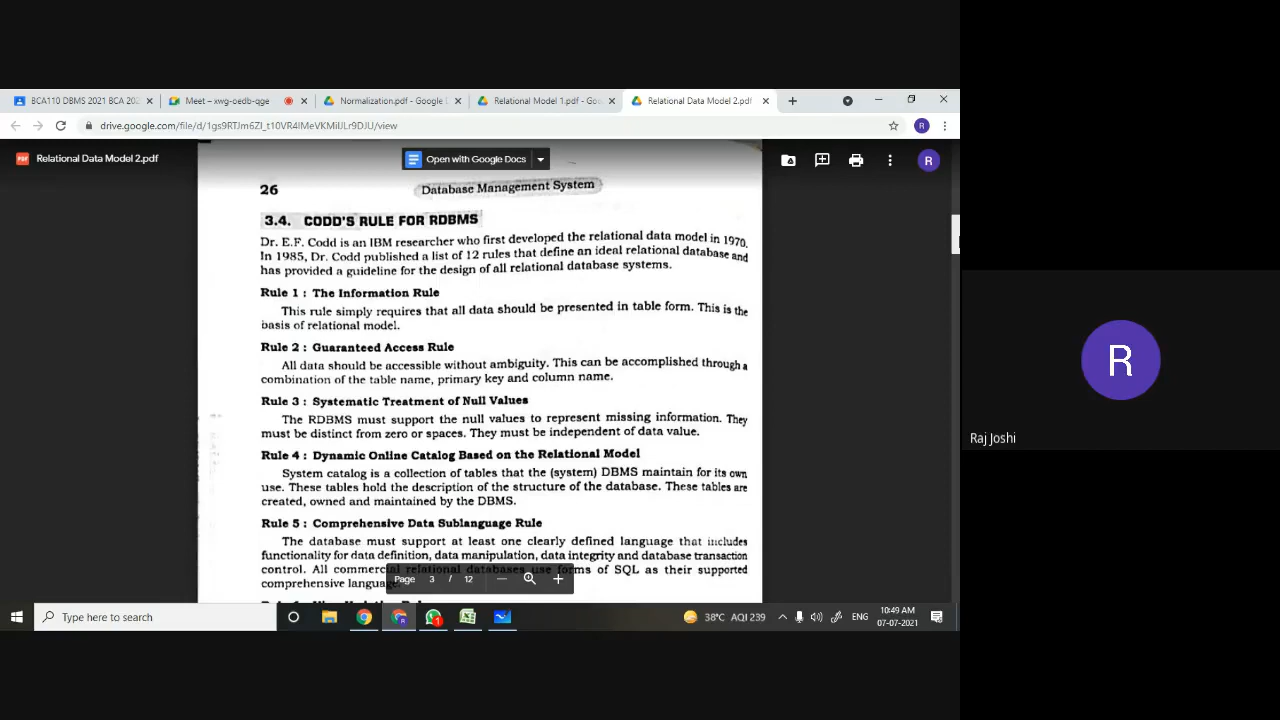 BCA110 DBMS 2021 BCA 202
Meet – xwg-oedb-qge
Normalization.pdf - Google D
Relational Model 1.pdf - Goo
Relational Data Model 2.pdf
drive.google.com/file/d/1gs9RTJm6ZI_t10VR4IMeVKMilJLr9DJU/view
R
PDF
Relational Data Model 2.pdf
Open with Google Docs
R
26
Database Management System
3.4. CODD'S RULE FOR RDBMS
Dr. E.F. Codd is an IBM researcher who first developed the relational data model in 1970.
In 1985, Dr. Codd published a list of 12 rules that define an ideal relational database and
has provided a guideline for the design of all relational database systems.
Rule 1 : The Information Rule
This rule simply requires that all data should be presented in table form. This is the
basis of relational model.
Rule 2 : Guaranteed Access Rule
All data should be accessible without ambiguity. This can be accomplished through a
combination of the table name, primary key and column name.
Rule 3 : Systematic Treatment of Null Values
The RDBMS must support the null values to represent missing information. They
must be distinct from zero or spaces. They must be independent of data value.
Rule 4 : Dynamic Online Catalog Based on the Relational Model
System catalog is a collection of tables that the (system) DBMS maintain for its own
use. These tables hold the description of the structure of the database. These tables are
created, owned and maintained by the DBMS.
Rule 5 : Comprehensive Data Sublanguage Rule
The database must support at least one clearly defined language that includes
functionality for data definition, data manipulation, data integrity and database transaction
control. All commercial relational databases use forms of SQL as their supported
comprehensive language.
Page 3 / 12
Type here to search
1
38°C AQI 239
ENG
10:49 AM
07-07-2021
R
Raj Joshi